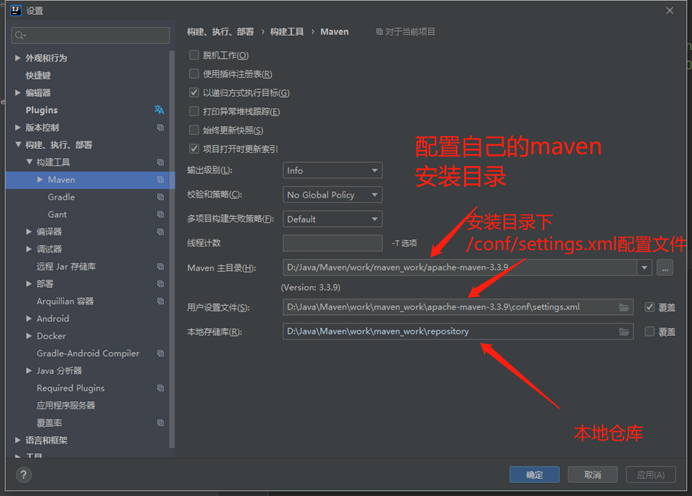 设置
构建、执行、部署 › 构建工具 › Maven 对于当前项目
外观和行为
快捷键
编辑器
Plugins
版本控制
构建、执行、部署
构建工具
Maven
Gradle
Gant
编译器
调试器
远程 Jar 存储库
部署
Arquillian 容器
Android
Docker
Gradle-Android Compiler
Java 分析器
Required Plugins
应用程序服务器
覆盖率
语言和框架
工具
脱机工作(O)
使用插件注册表(R)
以递归方式执行目标(G)
打印异常堆栈跟踪(E)
始终更新快照(S)
项目打开时更新索引
输出级别(L): Info
校验和策略(C): No Global Policy
多项目构建失败策略(F): Default
线程计数 -T 选项
Maven 主目录(H): D:/Java/Maven/work/maven_work/apache-maven-3.3.9 ...
(Version: 3.3.9)
用户设置文件(S): D:\Java\Maven\work\maven_work\apache-maven-3.3.9\conf\settings.xml 覆盖
本地存储库(R): D:\Java\Maven\work\maven_work\repository 覆盖
配置自己的maven
安装目录
安装目录下
/conf/settings.xml配置文件
本地仓库
? 确定 取消 应用(A)